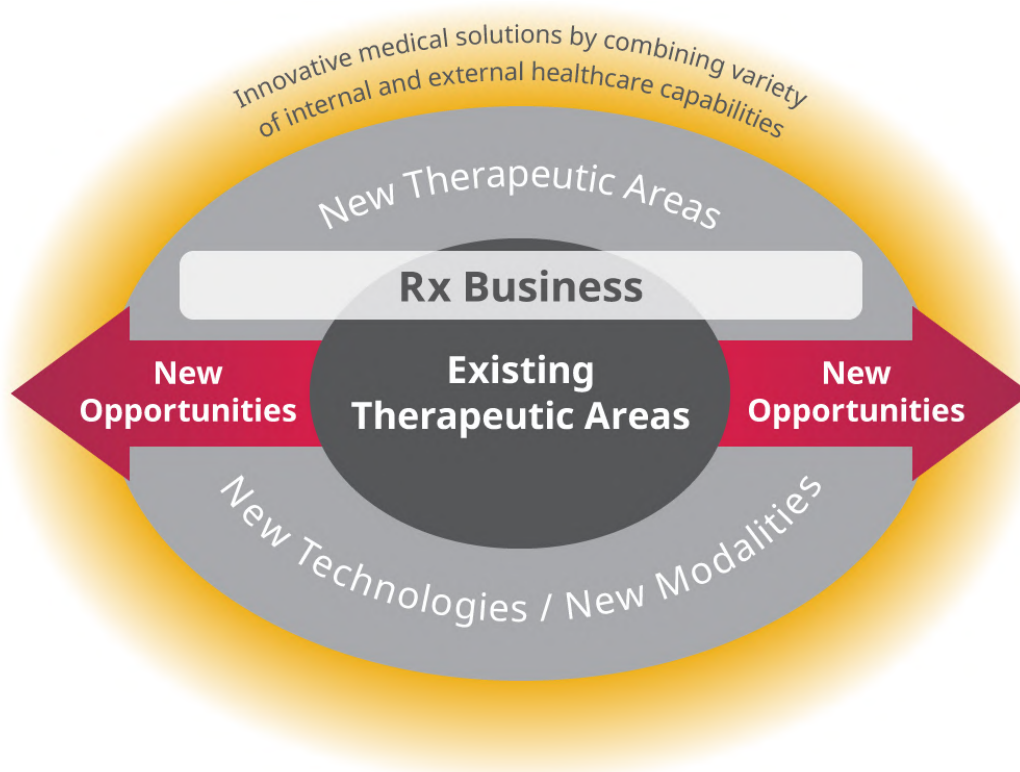 Innovative medical solutions by combining variety
of internal and external healthcare capabilities
New Therapeutic Areas
Rx Business
Existing
Therapeutic Areas
New
Opportunities
New
Opportunities
New Technologies / New Modalities